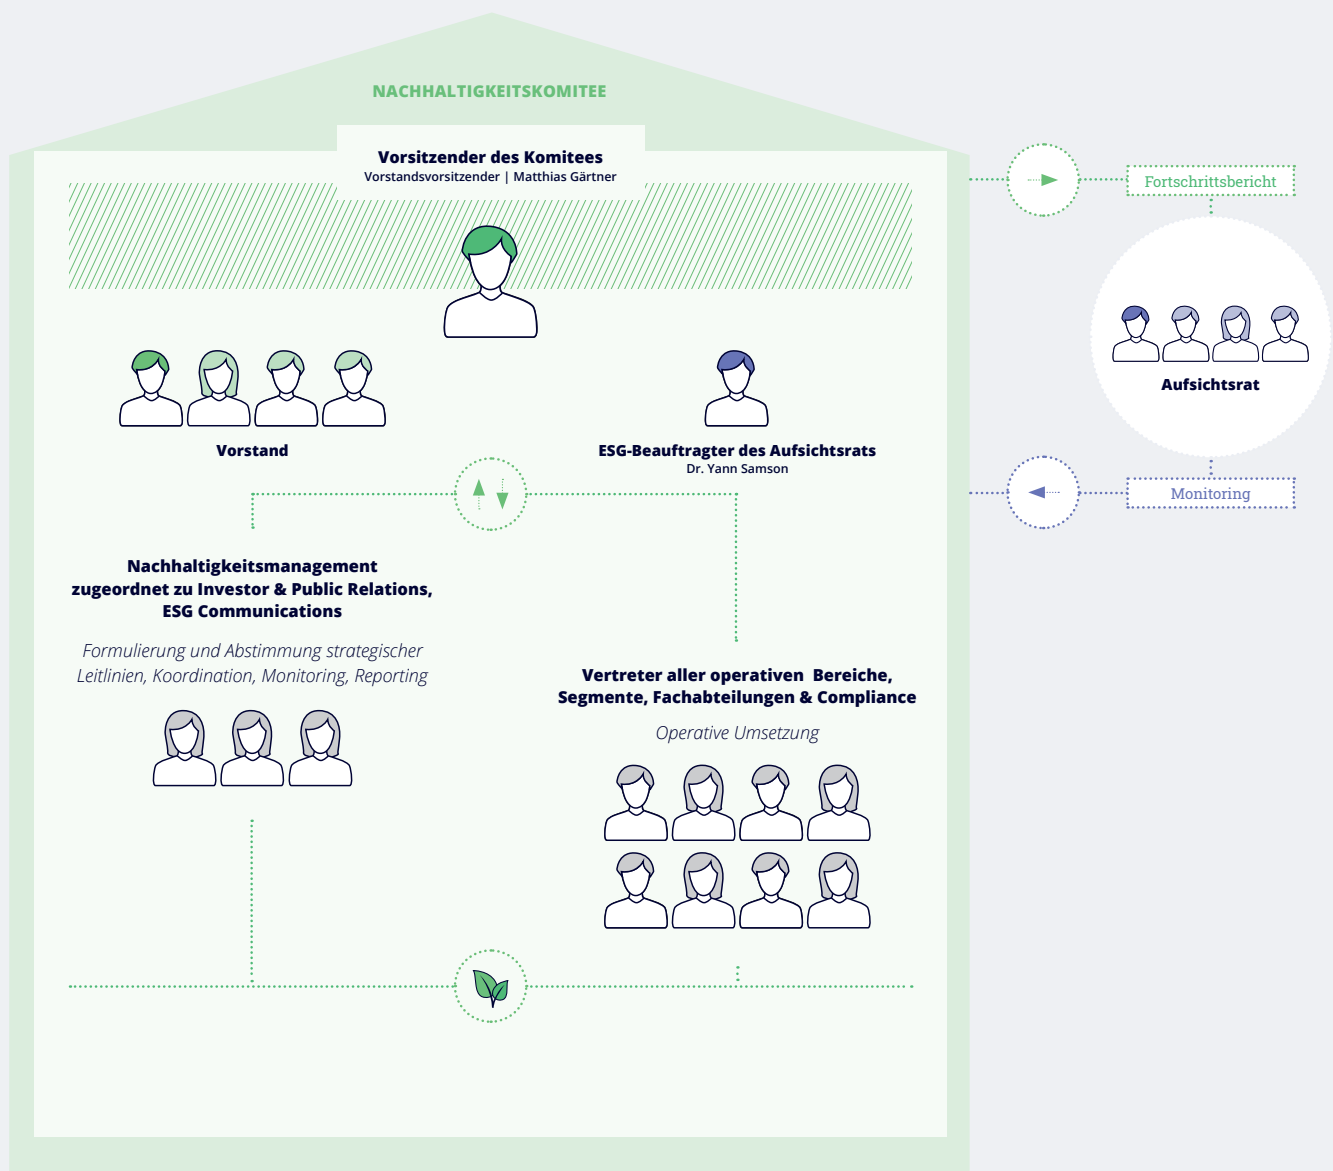 NACHHALTIGKEITSKOMITEE
Vorsitzender des Komitees
Vorstandsvorsitzender | Matthias Gärtner
Fortschrittsbericht
Aufsichtsrat
Vorstand
ESG-Beauftragter des Aufsichtsrats
Dr. Yann Samson
Monitoring
Nachhaltigkeitsmanagement
zugeordnet zu Investor & Public Relations,
ESG Communications
Formulierung und Abstimmung strategischer
Leitlinien, Koordination, Monitoring, Reporting
Vertreter aller operativen Bereiche,
Segmente, Fachabteilungen & Compliance
Operative Umsetzung